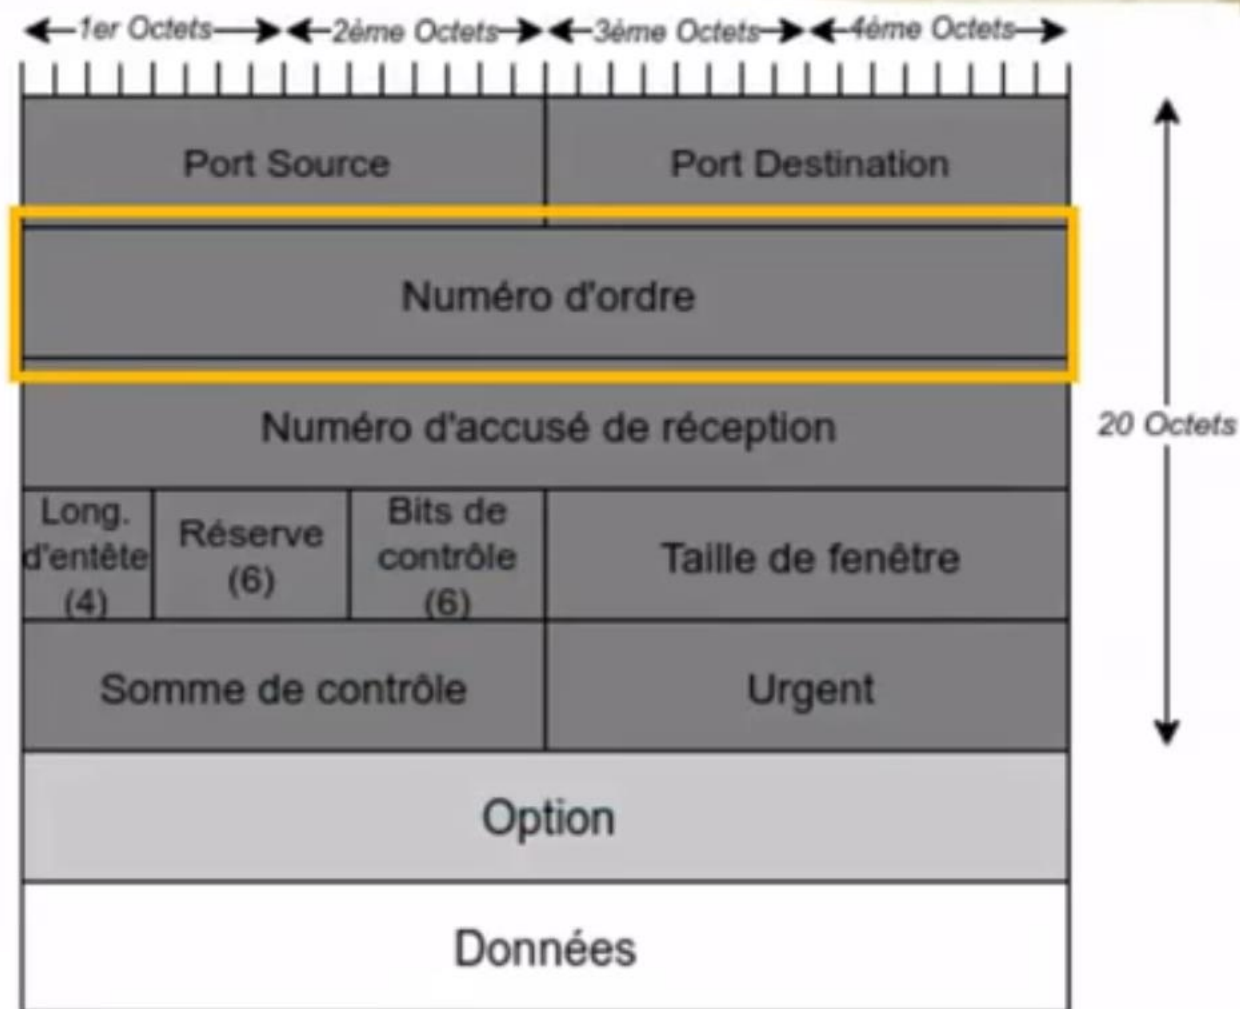 1er Octets 2ème Octets 3ème Octets 4éme Octets
Port Source Port Destination
Numéro d'ordre
Numéro d'accusé de réception
20 Octets
Long.
d'entête
(4)
Réserve
(6)
Bits de
contrôle
(6)
Taille de fenêtre
Somme de contrôle Urgent
Option
Données